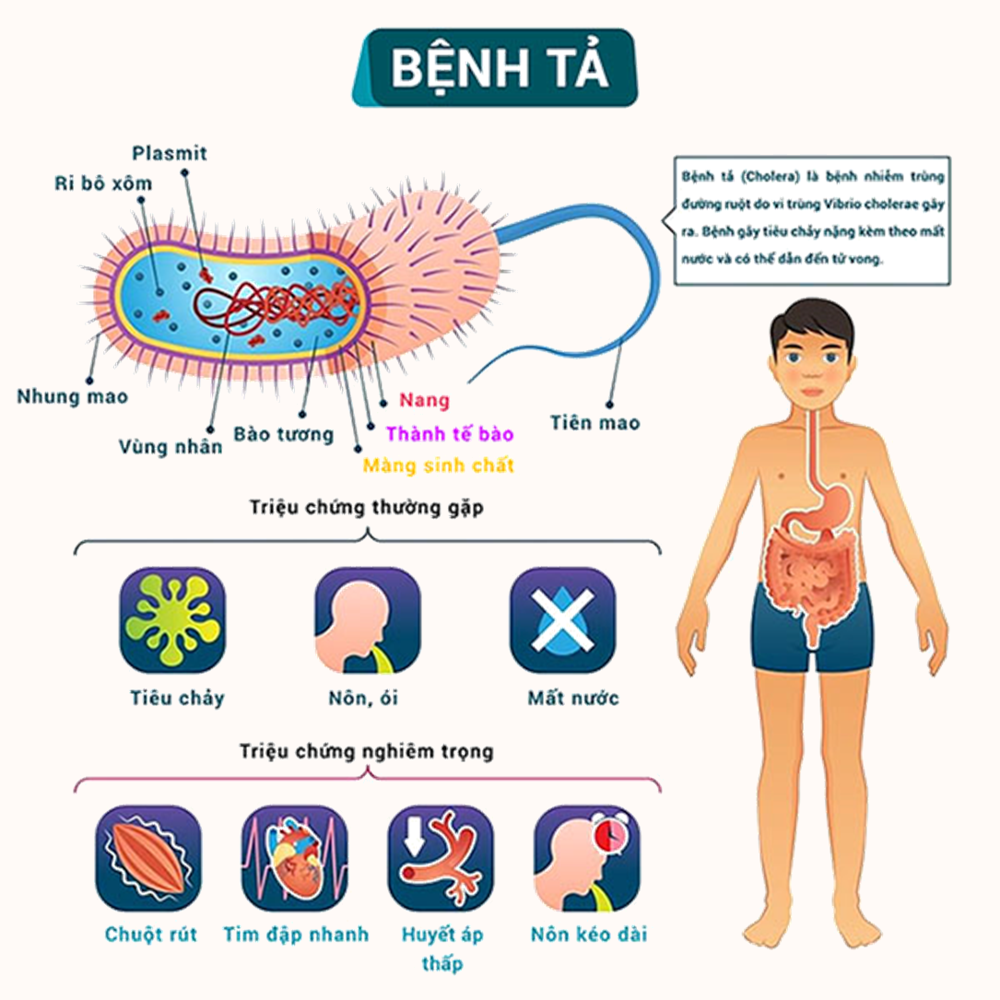 BỆNH TẢ
Plasmit
Ri bô xôm
Bệnh tả (Cholera) là bệnh nhiễm trùng
đường ruột do vi trùng Vibrio cholerae gây
ra. Bệnh gây tiêu chảy nặng kèm theo mất
nước và có thể dẫn đến tử vong.
Nhung mao
Vùng nhân
Bào tương
Nang
Thành tế bào
Màng sinh chất
Tiên mao
Triệu chứng thường gặp
Tiêu chảy
Nôn, ói
Mất nước
Triệu chứng nghiêm trọng
Chuột rút
Tim đập nhanh
Huyết áp
thấp
Nôn kéo dài